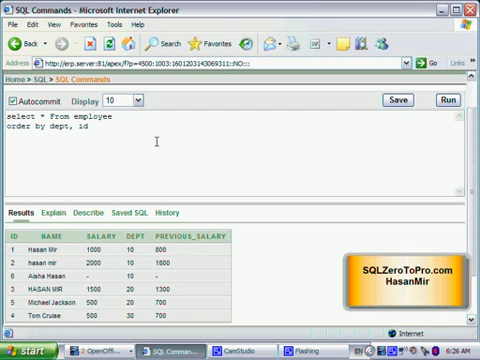 SQL Commands - Microsoft Internet Explorer
File Edit View Favorites Tools Help
Back Search Favorites
Address http://erp.server:81/apex/f?p=4500:1003:1601203143069311::NO::: Go Links
Home > SQL > SQL Commands
Autocommit Display 10 Save Run
select * From employee
order by dept, id
Results Explain Describe Saved SQL History
ID NAME SALARY DEPT PREVIOUS_SALARY
1 Hasan Mir 1000 10 800
2 hasan mir 2000 10 1800
6 Aisha Hasan - 10 -
3 HASAN MIR 1500 20 1300
5 Michael Jackson 500 20 700
4 Tom Cruise 500 30 700
SQLZeroToPro.com
HasanMir
Internet
start 2 OpenOffi... SQL Comman... CamStudio Flashing 6:26 AM